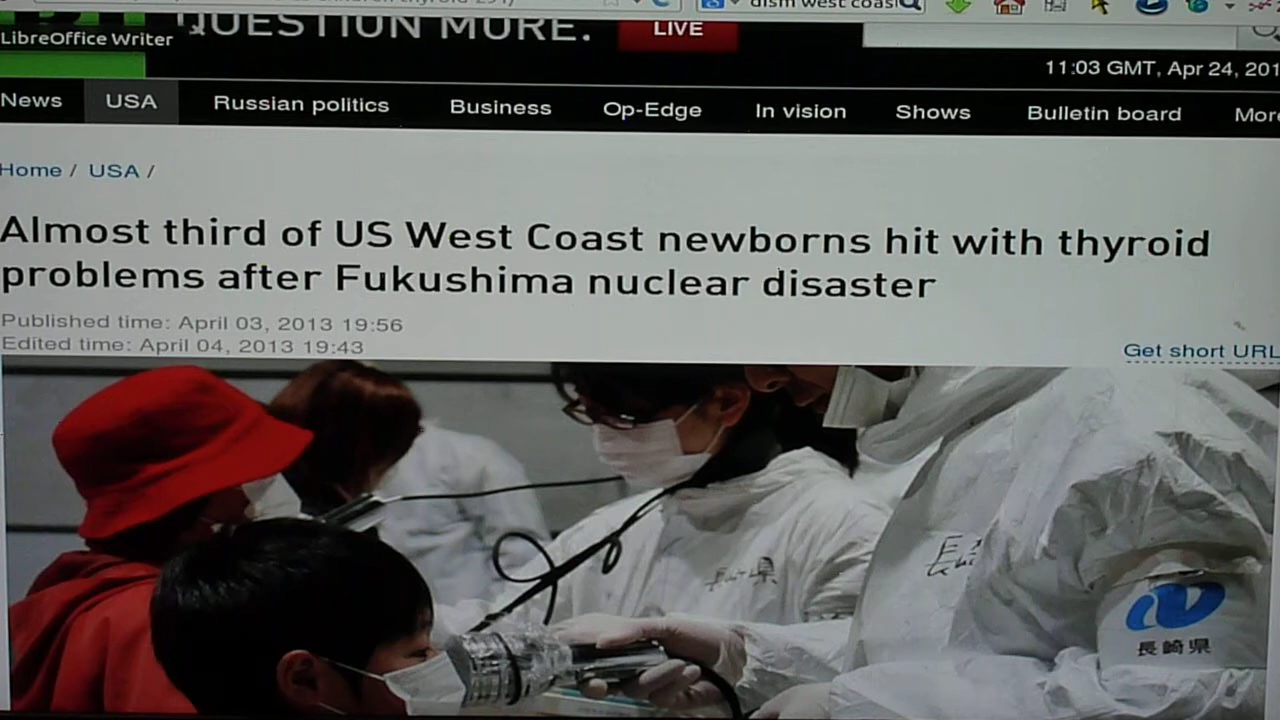 dism west coas
LibreOffice Writer
QUESTION MORE.
LIVE
11:03 GMT, Apr 24, 201
News USA Russian politics Business Op-Edge In vision Shows Bulletin board More
Home / USA /
Almost third of US West Coast newborns hit with thyroid
problems after Fukushima nuclear disaster
Published time: April 03, 2013 19:56
Edited time: April 04, 2013 19:43
Get short URL
長崎県